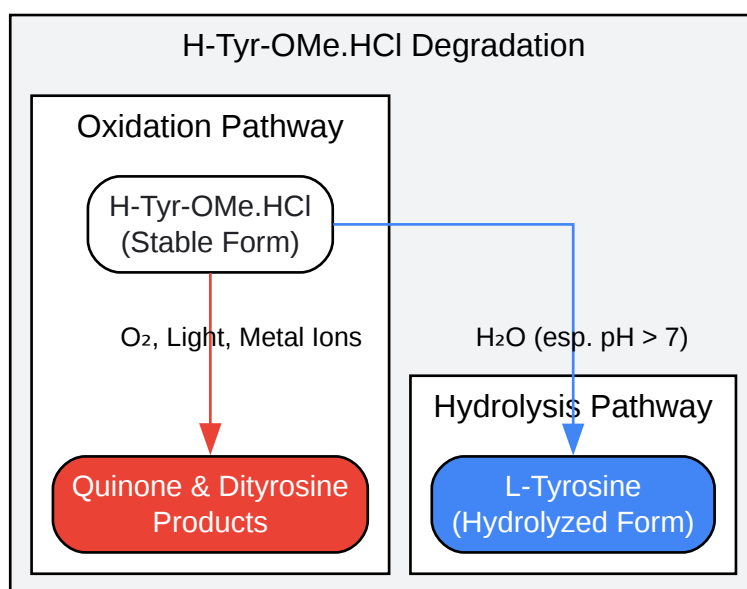 H-Tyr-OMe.HCl Degradation
Oxidation Pathway
H-Tyr-OMe.HCl
(Stable Form)
O₂, Light, Metal Ions
H₂O (esp. pH > 7)
Hydrolysis Pathway
Quinone & Dityrosine
Products
L-Tyrosine
(Hydrolyzed Form)